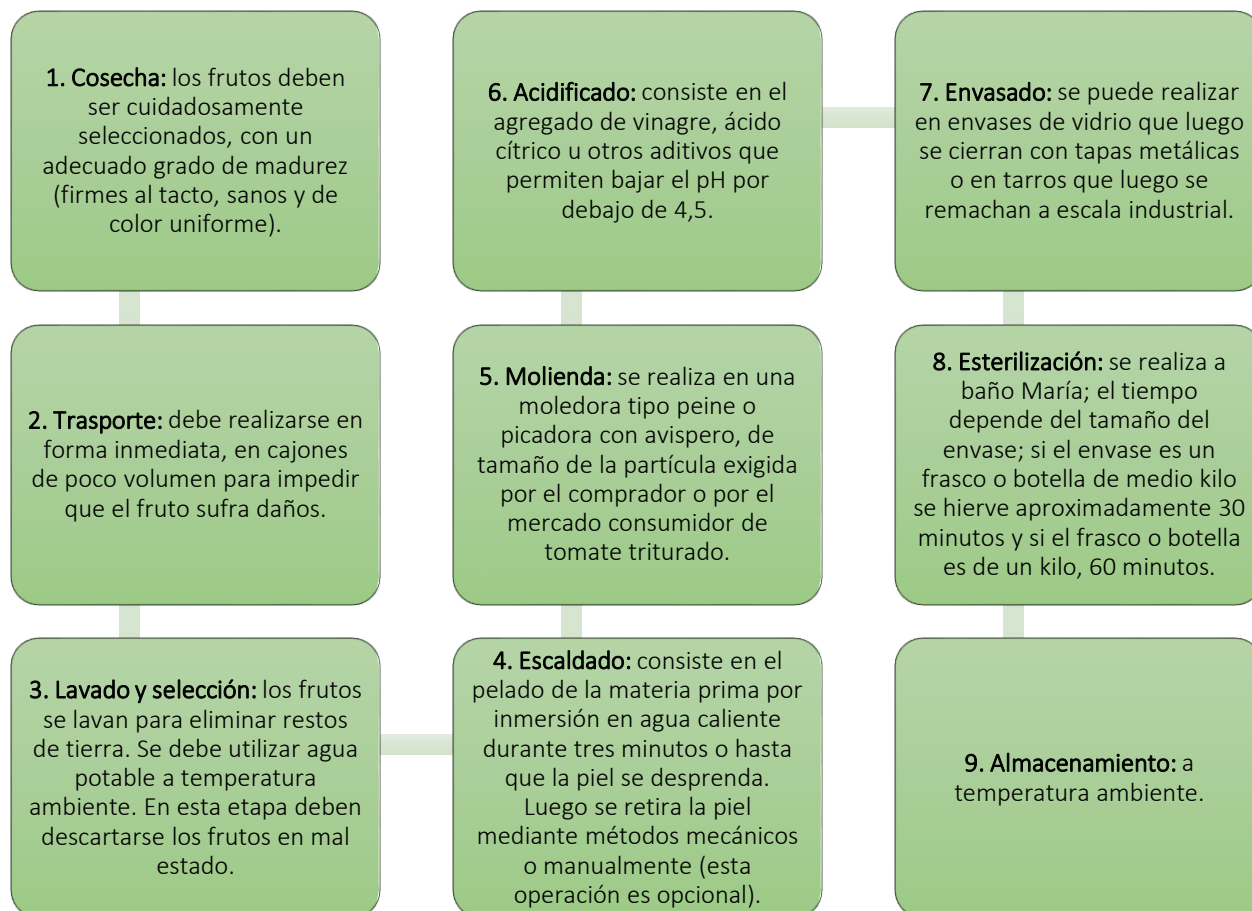 1. Cosecha: los frutos deben
ser cuidadosamente
seleccionados, con un
adecuado grado de madurez
(firmes al tacto, sanos y de
color uniforme).
2. Trasporte: debe realizarse en
forma inmediata, en cajones
de poco volumen para impedir
que el fruto sufra daños.
3. Lavado y selección: los frutos
se lavan para eliminar restos
de tierra. Se debe utilizar agua
potable a temperatura
ambiente. En esta etapa deben
descartarse los frutos en mal
estado.
4. Escaldado: consiste en el
pelado de la materia prima por
inmersión en agua caliente
durante tres minutos o hasta
que la piel se desprenda.
Luego se retira la piel
mediante métodos mecánicos
o manualmente (esta
operación es opcional).
5. Molienda: se realiza en una
moledora tipo peine o
picadora con avispero, de
tamaño de la partícula exigida
por el comprador o por el
mercado consumidor de
tomate triturado.
6. Acidificado: consiste en el
agregado de vinagre, ácido
cítrico u otros aditivos que
permiten bajar el pH por
debajo de 4,5.
7. Envasado: se puede realizar
en envases de vidrio que luego
se cierran con tapas metálicas
o en tarros que luego se
remachan a escala industrial.
8. Esterilización: se realiza a
baño María; el tiempo
depende del tamaño del
envase; si el envase es un
frasco o botella de medio kilo
se hierve aproximadamente 30
minutos y si el frasco o botella
es de un kilo, 60 minutos.
9. Almacenamiento: a
temperatura ambiente.